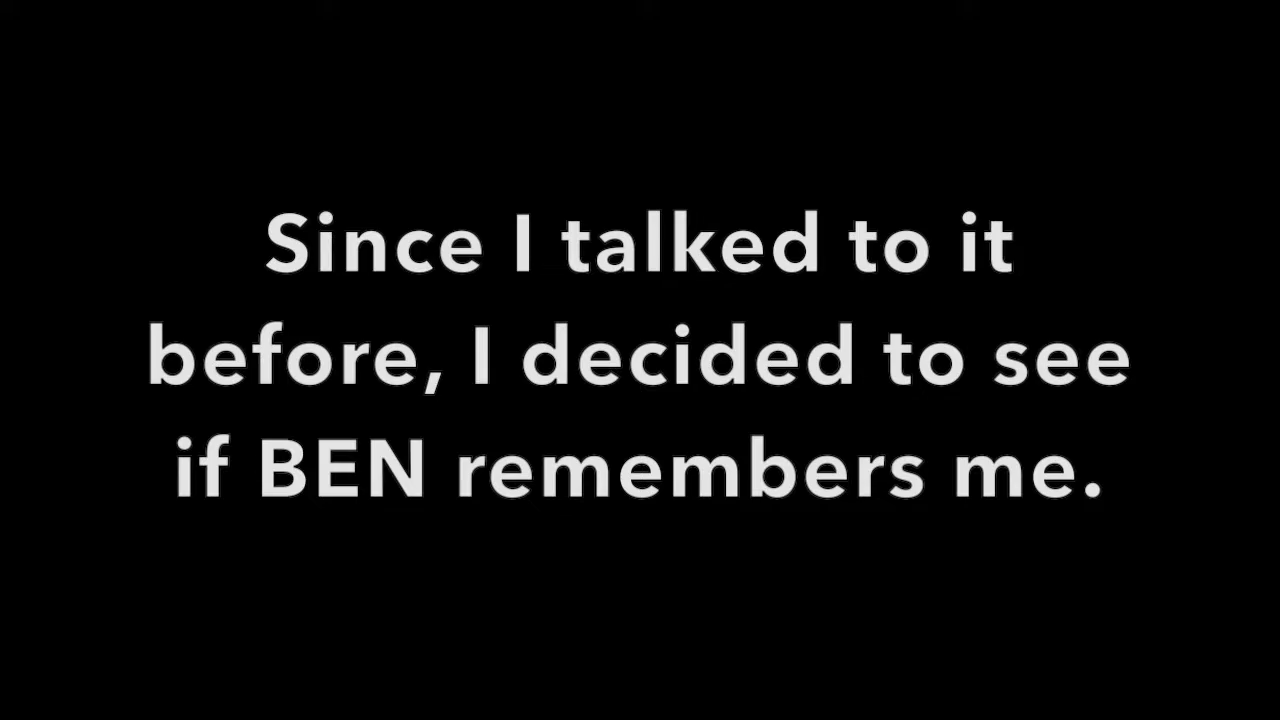 Since I talked to it
before, I decided to see
if BEN remembers me.